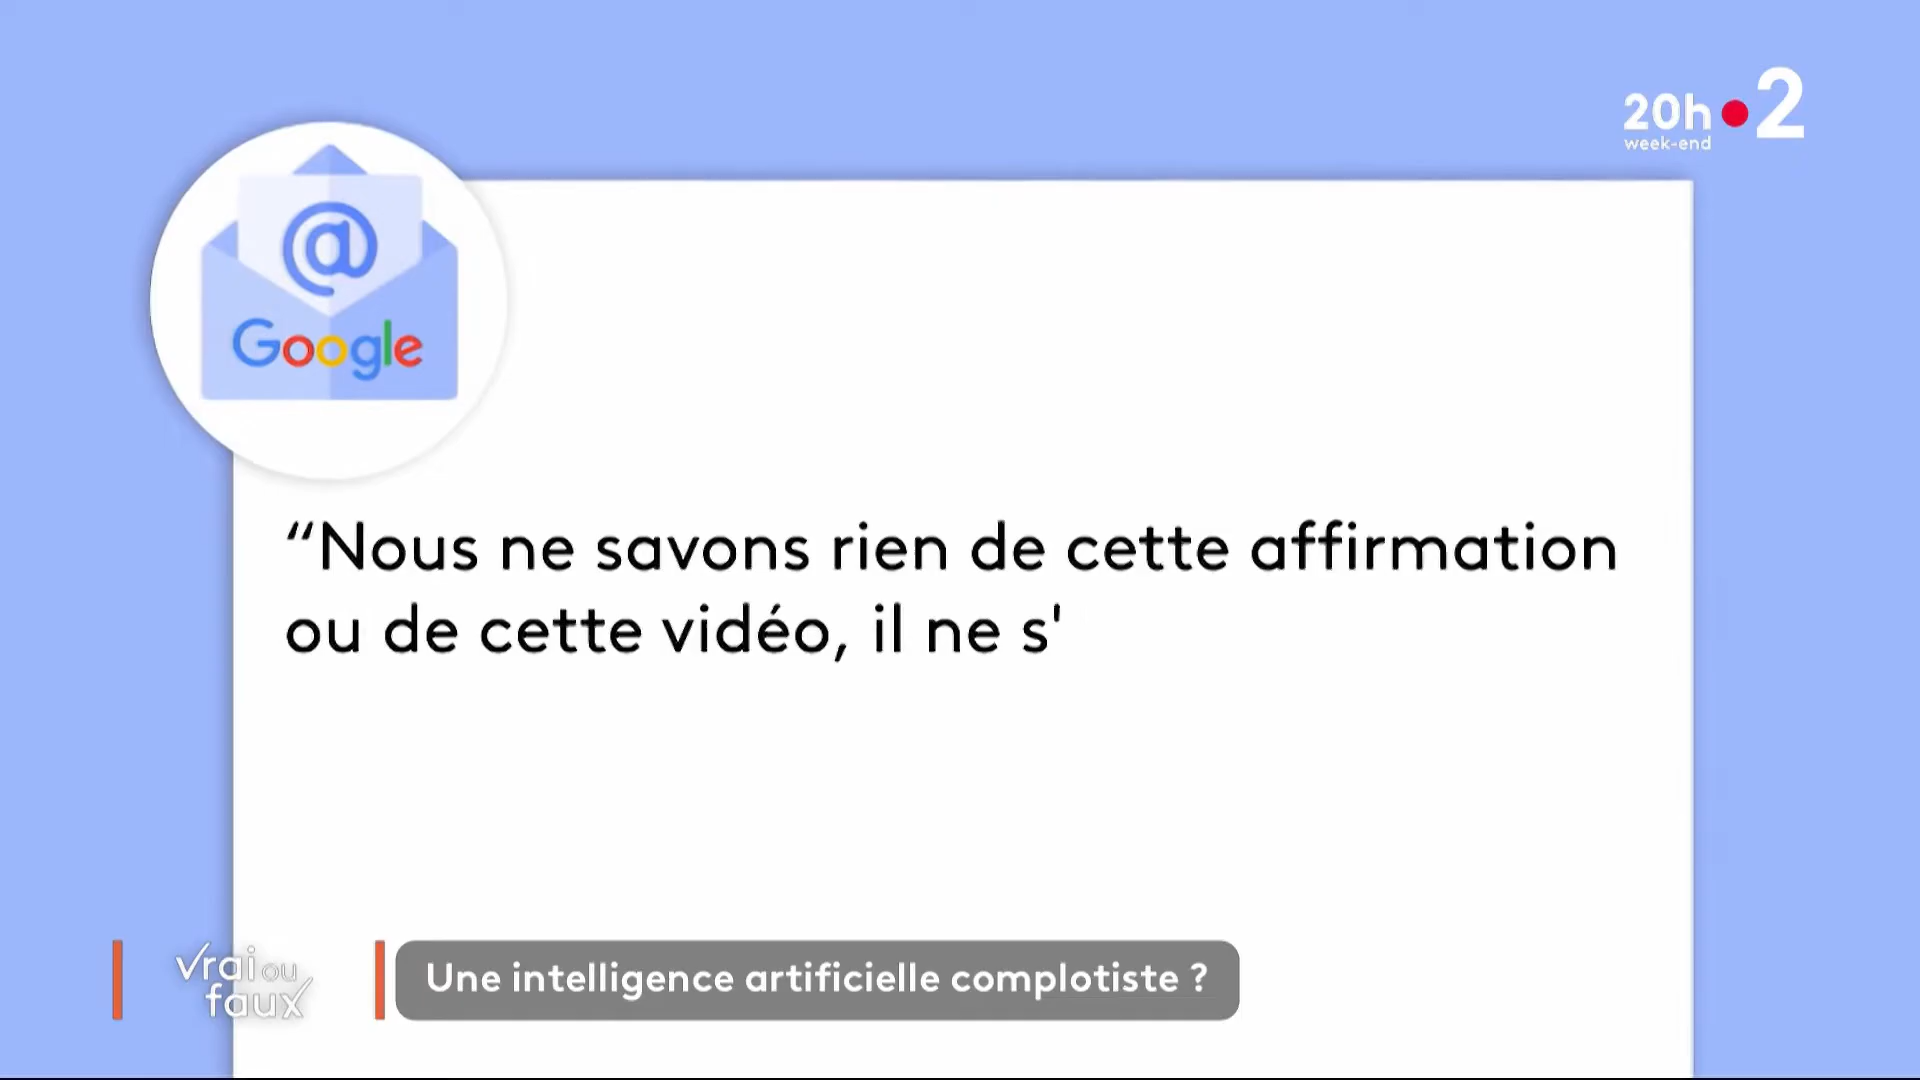 20h 2
week-end
@
Google
“Nous ne savons rien de cette affirmation
ou de cette vidéo, il ne s'
Vrai ou
faux
Une intelligence artificielle complotiste ?